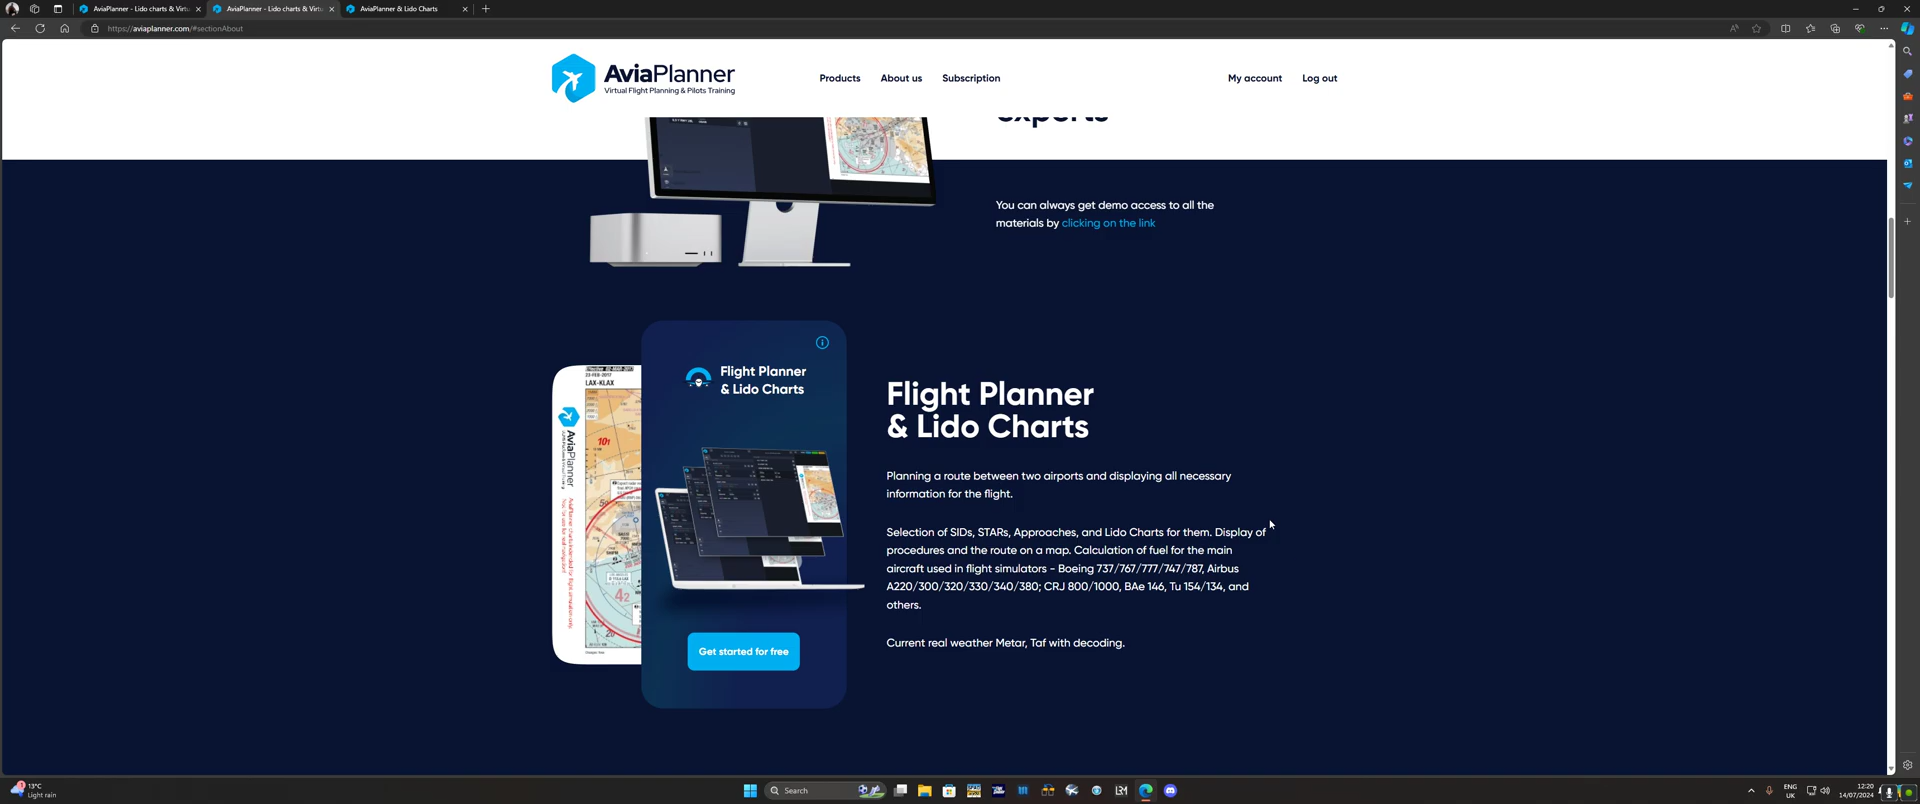 AviaPlanner - Lido charts & Virtu
AviaPlanner - Lido charts & Virtu
AviaPlanner & Lido Charts
https://aviaplanner.com/#sectionAbout
AviaPlanner
Virtual Flight Planning & Pilots Training
Products
About us
Subscription
My account
Log out
experts
You can always get demo access to all the
materials by clicking on the link
LAX-KLAX
23-FEB-2017
AviaPlanner
101
42
Flight Planner
& Lido Charts
Get started for free
Flight Planner
& Lido Charts
Planning a route between two airports and displaying all necessary
information for the flight.
Selection of SIDs, STARs, Approaches, and Lido Charts for them. Display of
procedures and the route on a map. Calculation of fuel for the main
aircraft used in flight simulators - Boeing 737/767/777/747/787, Airbus
A220/300/320/330/340/380; CRJ 800/1000, BAe 146, Tu 154/134, and
others.
Current real weather Metar, Taf with decoding.
13°C
Light rain
Search
ENG
UK
12:20
14/07/2024